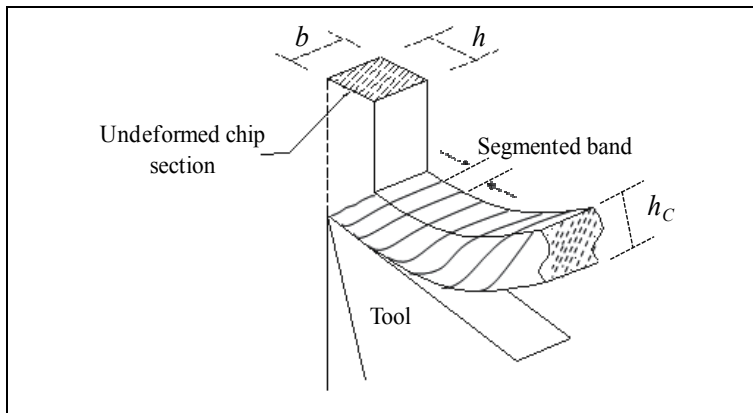 b
h
Undeformed chip
section
Segmented band
h_C
Tool